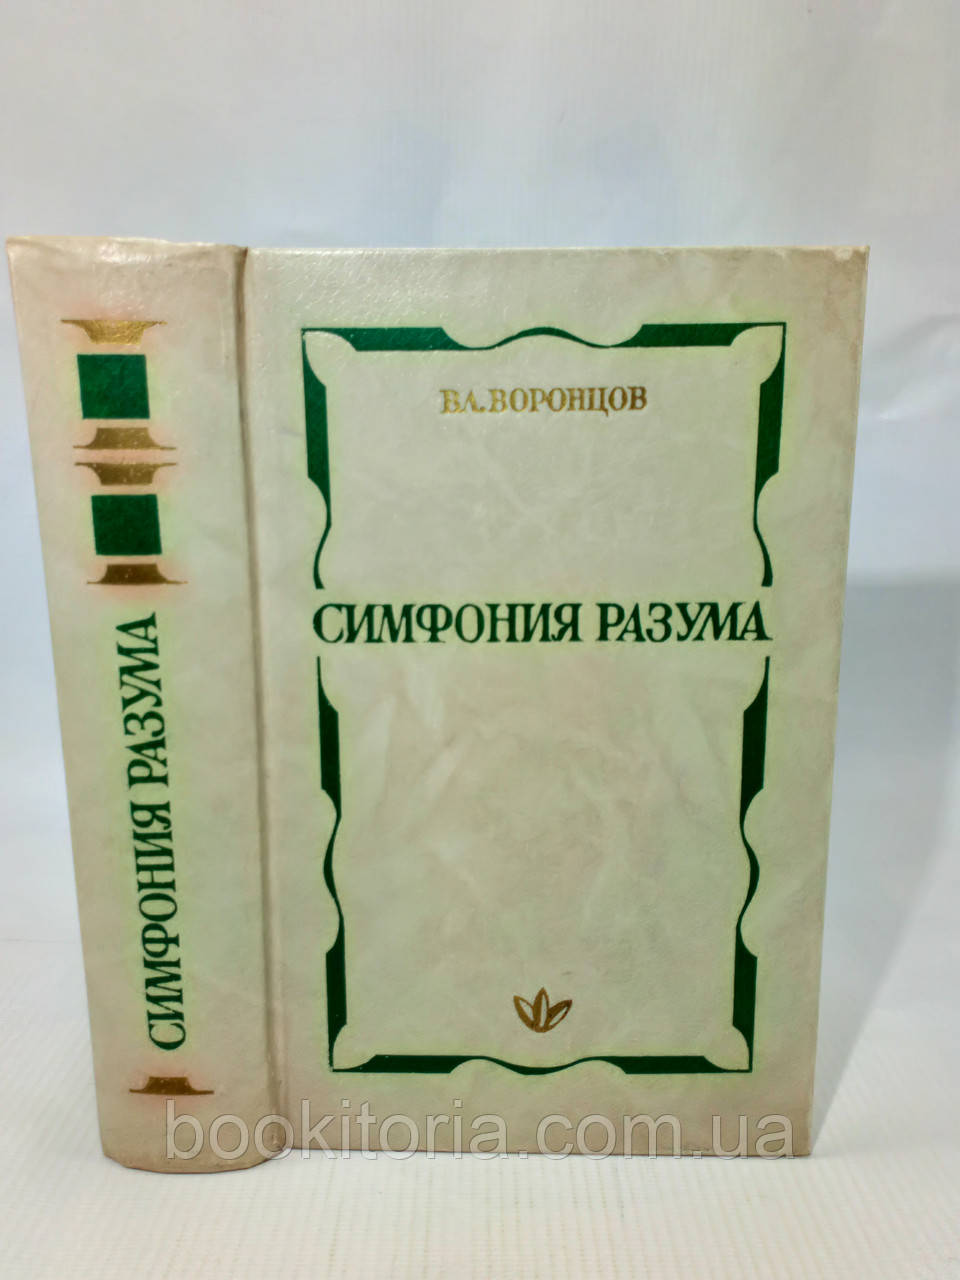 СИМФОНИЯ РАЗУМА
ВЛ. ВОРОНЦОВ
СИМФОНИЯ РАЗУМА
bookitoria.com.ua